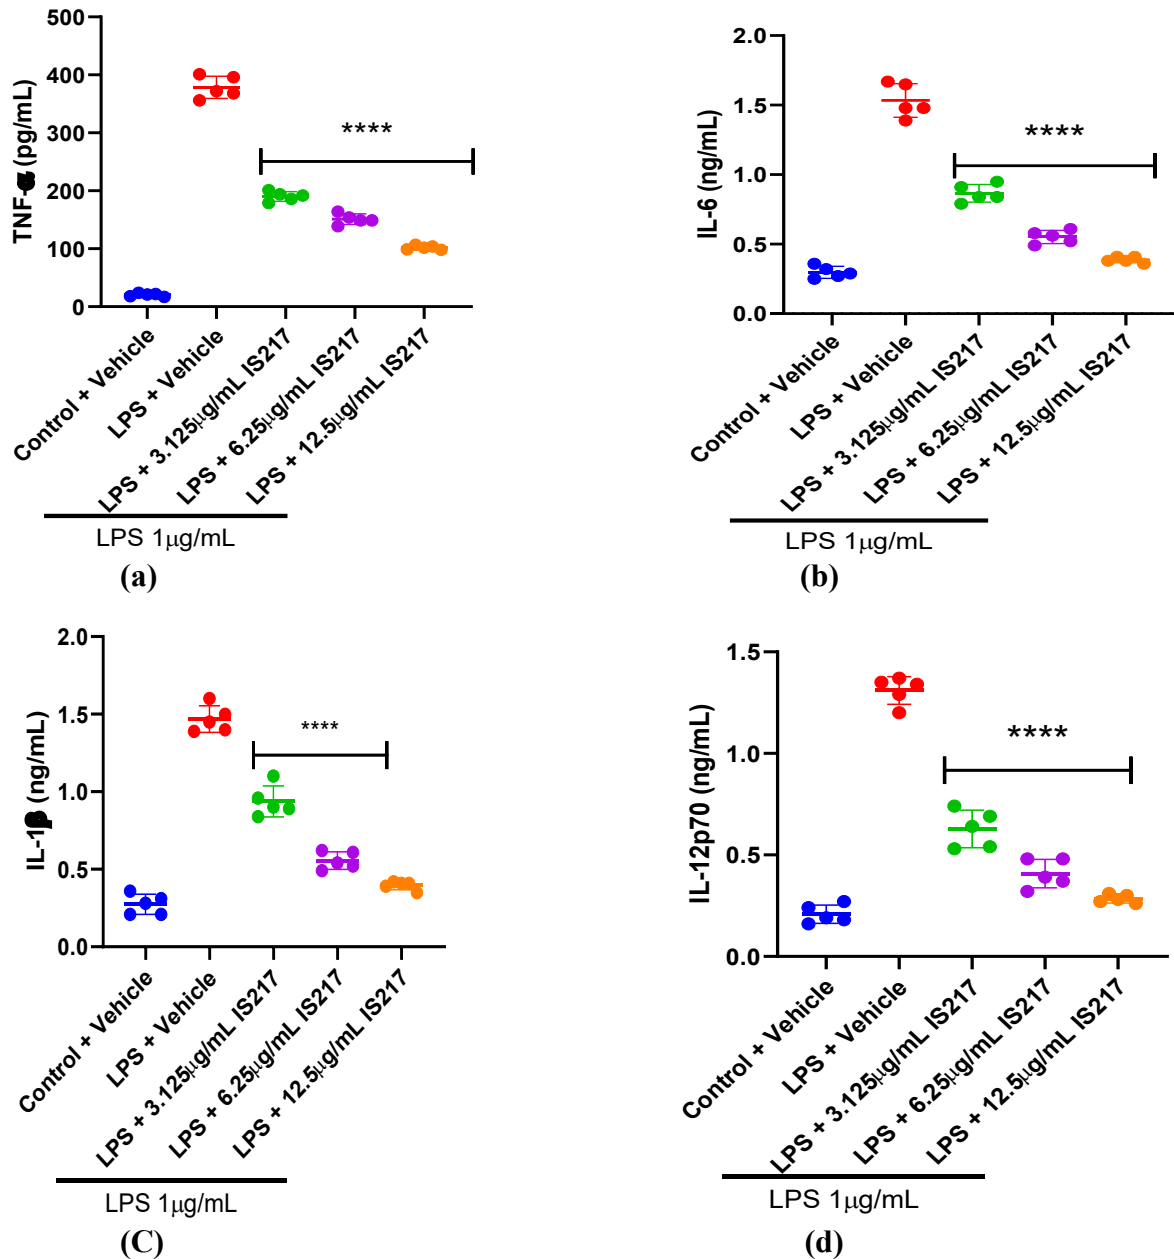 500
400
300
200
100
0
TNF-α (pg/mL)
****
Control + Vehicle
LPS + Vehicle
LPS + 3.125μg/mL IS217
LPS + 6.25μg/mL IS217
LPS + 12.5μg/mL IS217
LPS 1μg/mL
(a)
2.0
1.5
1.0
0.5
0.0
IL-6 (ng/mL)
****
Control + Vehicle
LPS + Vehicle
LPS + 3.125μg/mL IS217
LPS + 6.25μg/mL IS217
LPS + 12.5μg/mL IS217
LPS 1μg/mL
(b)
2.0
1.5
1.0
0.5
0.0
IL-1β (ng/mL)
****
Control + Vehicle
LPS + Vehicle
LPS + 3.125μg/mL IS217
LPS + 6.25μg/mL IS217
LPS + 12.5μg/mL IS217
LPS 1μg/mL
(C)
1.5
1.0
0.5
0.0
IL-12p70 (ng/mL)
****
Control + Vehicle
LPS + Vehicle
LPS + 3.125μg/mL IS217
LPS + 6.25μg/mL IS217
LPS + 12.5μg/mL IS217
LPS 1μg/mL
(d)